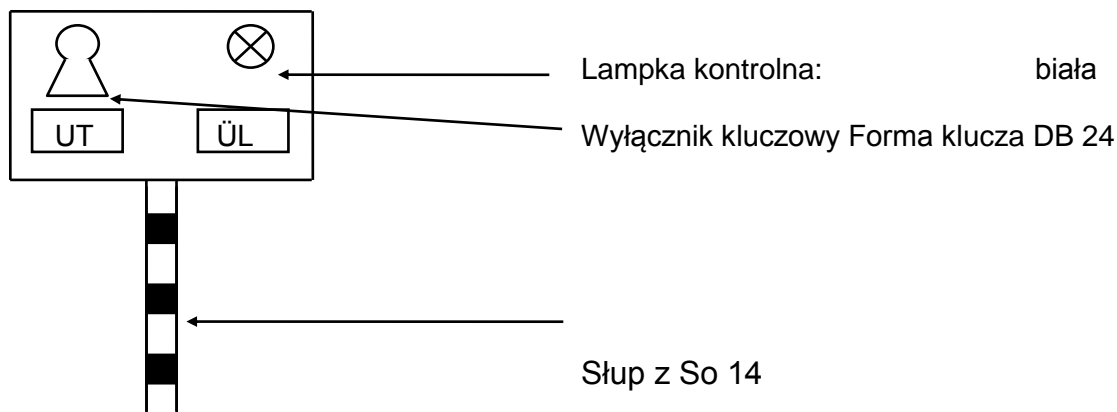 Lampka kontrolna: biała
Wyłącznik kluczowy Forma klucza DB 24
UT ÜL
Słup z So 14